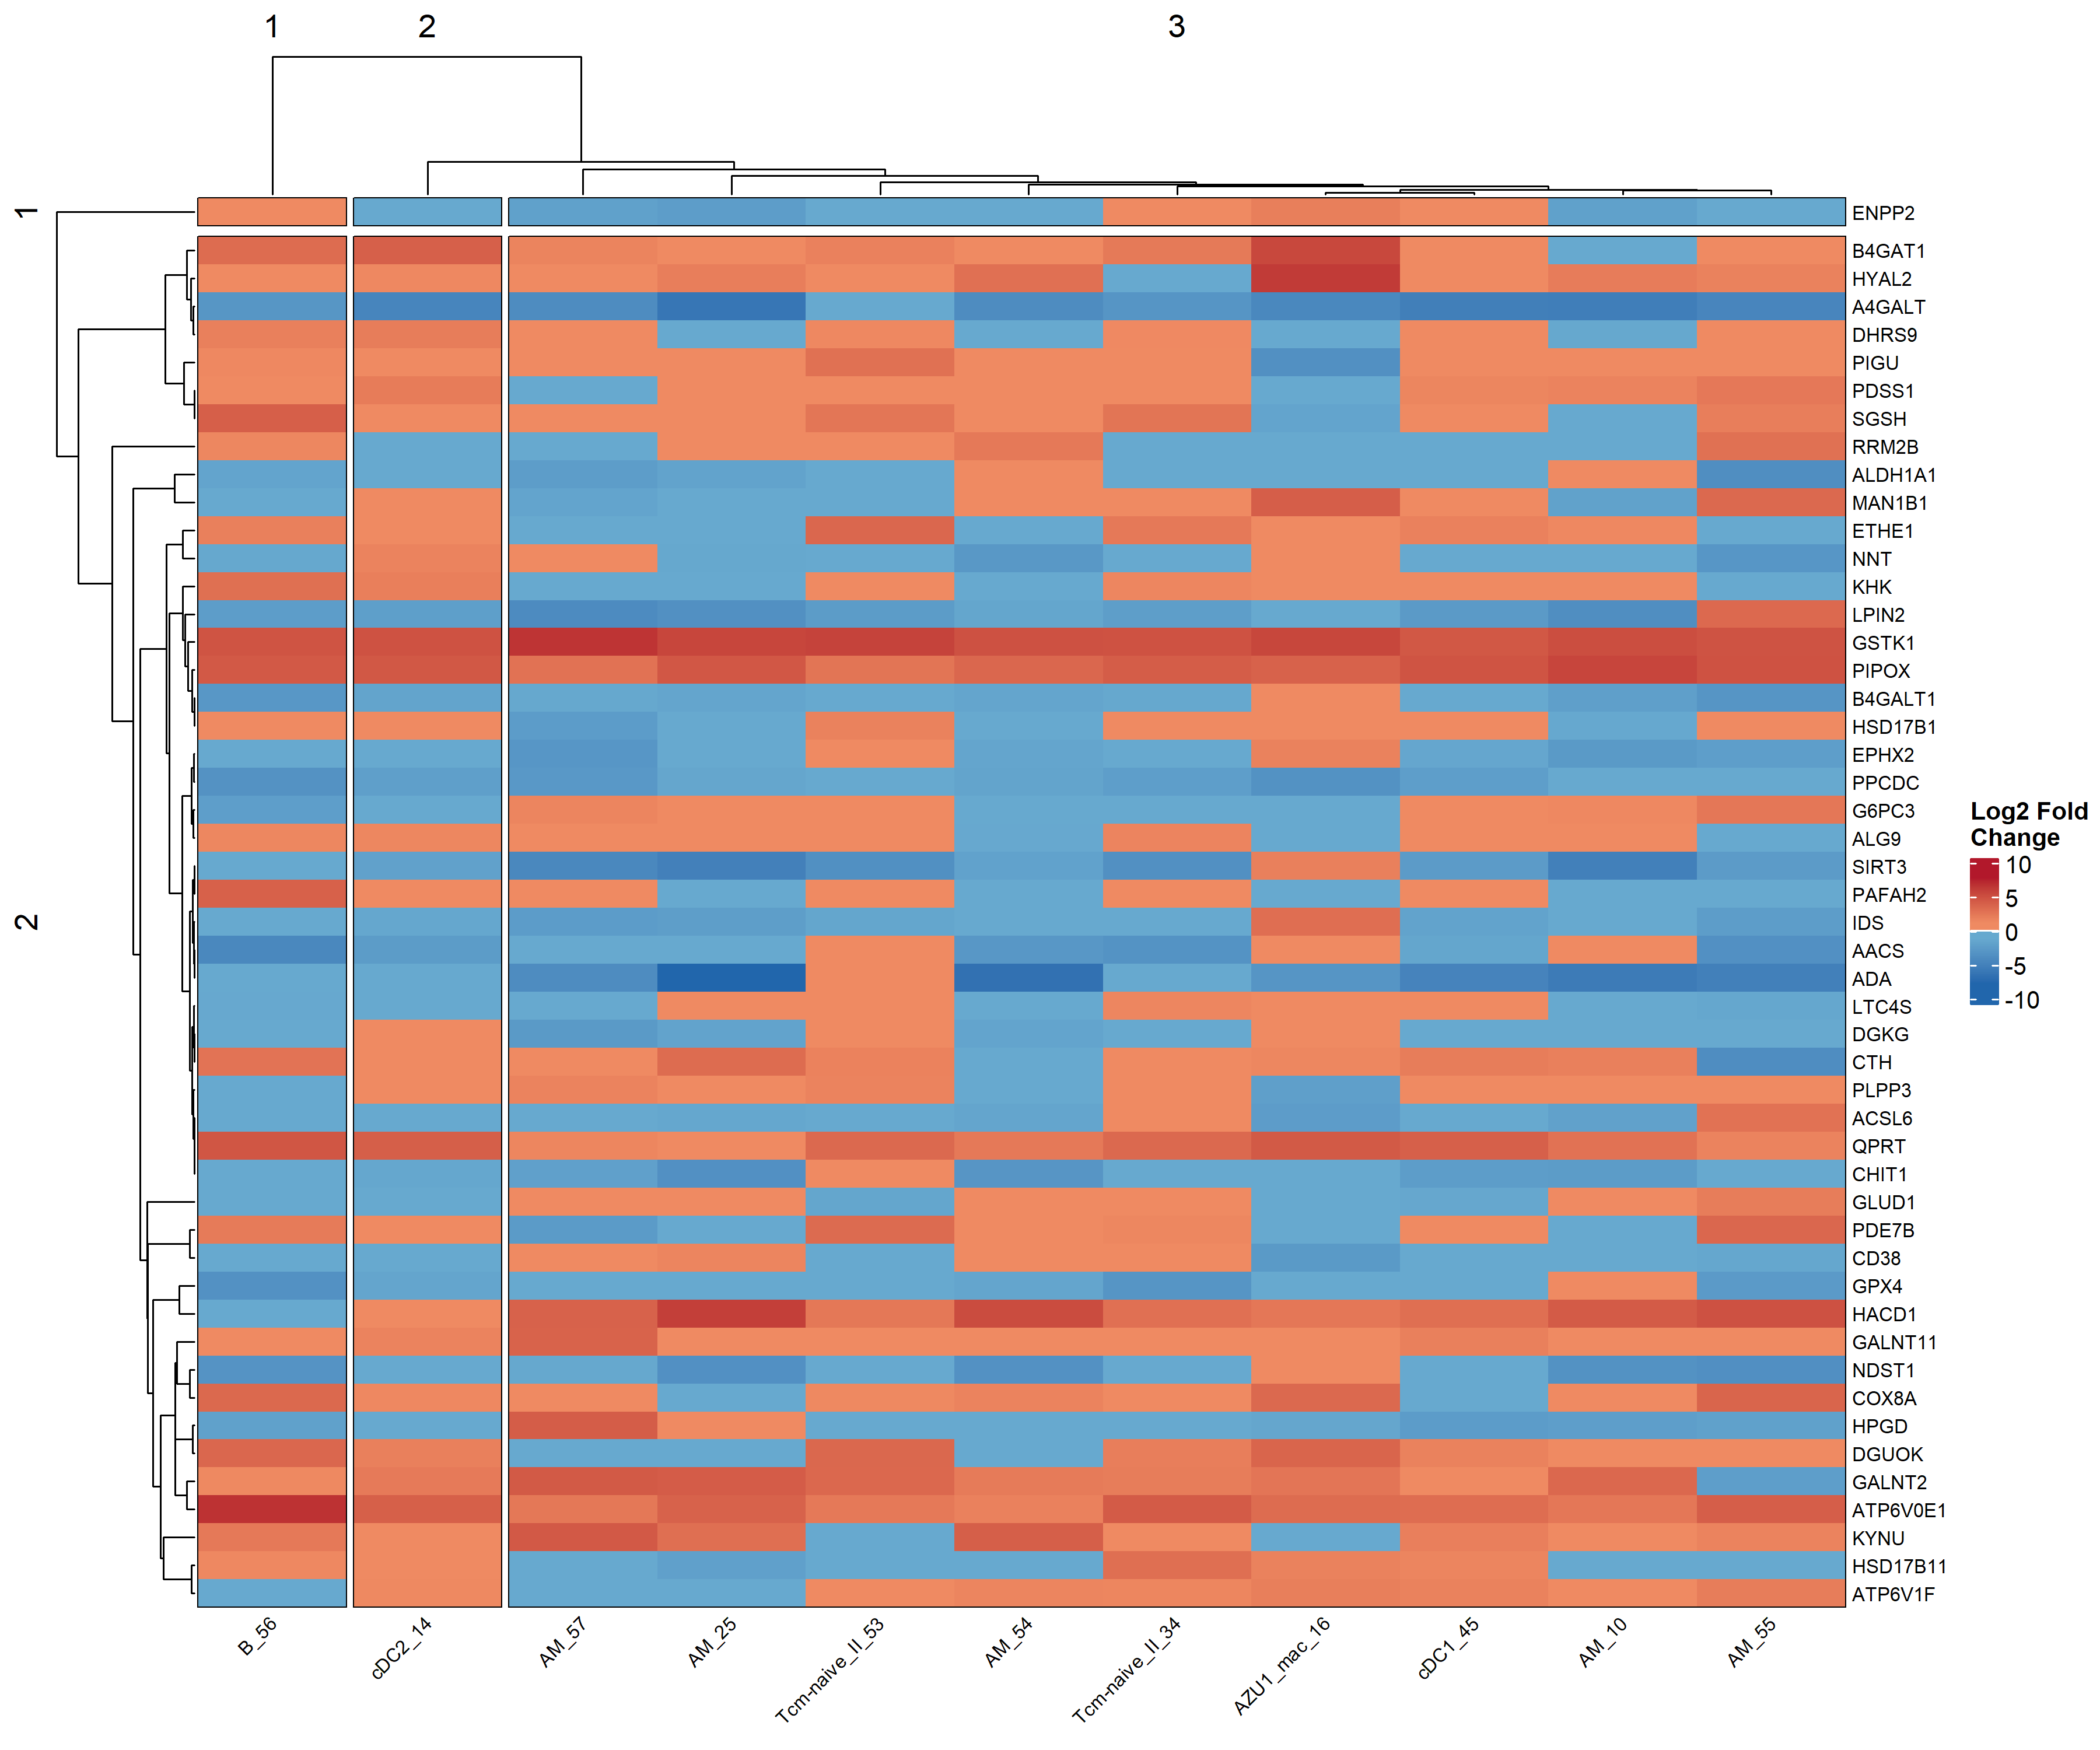 1
2
3
1
ENPP2
B4GAT1
HYAL2
A4GALT
DHRS9
PIGU
PDSS1
SGSH
RRM2B
ALDH1A1
MAN1B1
ETHE1
NNT
KHK
LPIN2
GSTK1
PIPOX
B4GALT1
HSD17B1
EPHX2
PPCDC
G6PC3
ALG9
SIRT3
PAFAH2
IDS
AACS
ADA
LTC4S
DGKG
CTH
PLPP3
ACSL6
QPRT
CHIT1
GLUD1
PDE7B
CD38
GPX4
HACD1
GALNT11
NDST1
COX8A
HPGD
DGUOK
GALNT2
ATP6V0E1
KYNU
HSD17B11
ATP6V1F
2
Log2 Fold
Change
10
5
0
-5
-10
B_56
cDC2_14
AM_57
AM_25
Tcm-naive_II_53
AM_54
Tcm-naive_II_34
AZU1_mac_16
cDC1_45
AM_10
AM_55